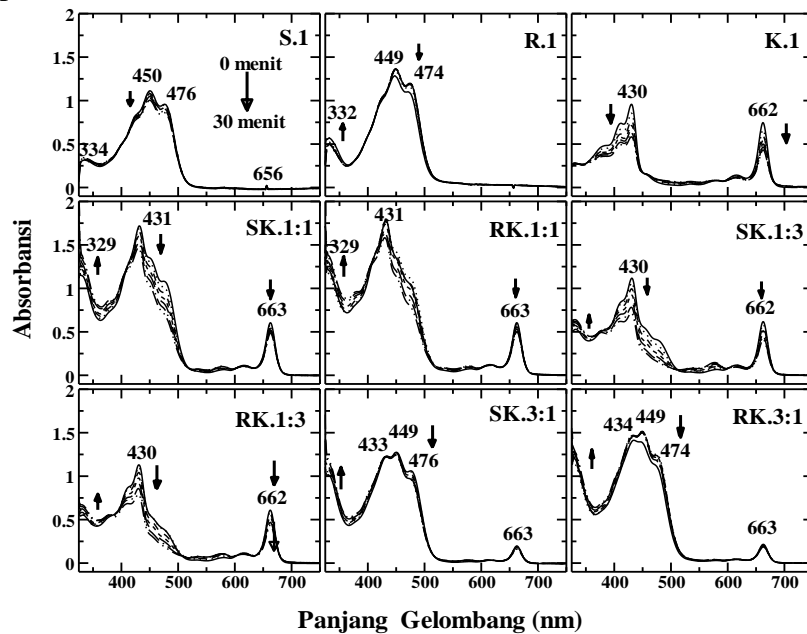 2
1.5
1
0.5
0
S.1
0 menit
450
476
30 menit
334
656
R.1
449
474
332
K.1
430
662
2
1.5
1
0.5
0
SK.1:1
431
329
663
RK.1:1
431
329
663
SK.1:3
430
662
2
1.5
1
0.5
0
RK.1:3
430
662
SK.3:1
449
433
476
663
RK.3:1
434
449
474
663
400 500 600 700
400 500 600 700
400 500 600 700
Absorbansi
Panjang Gelombang (nm)